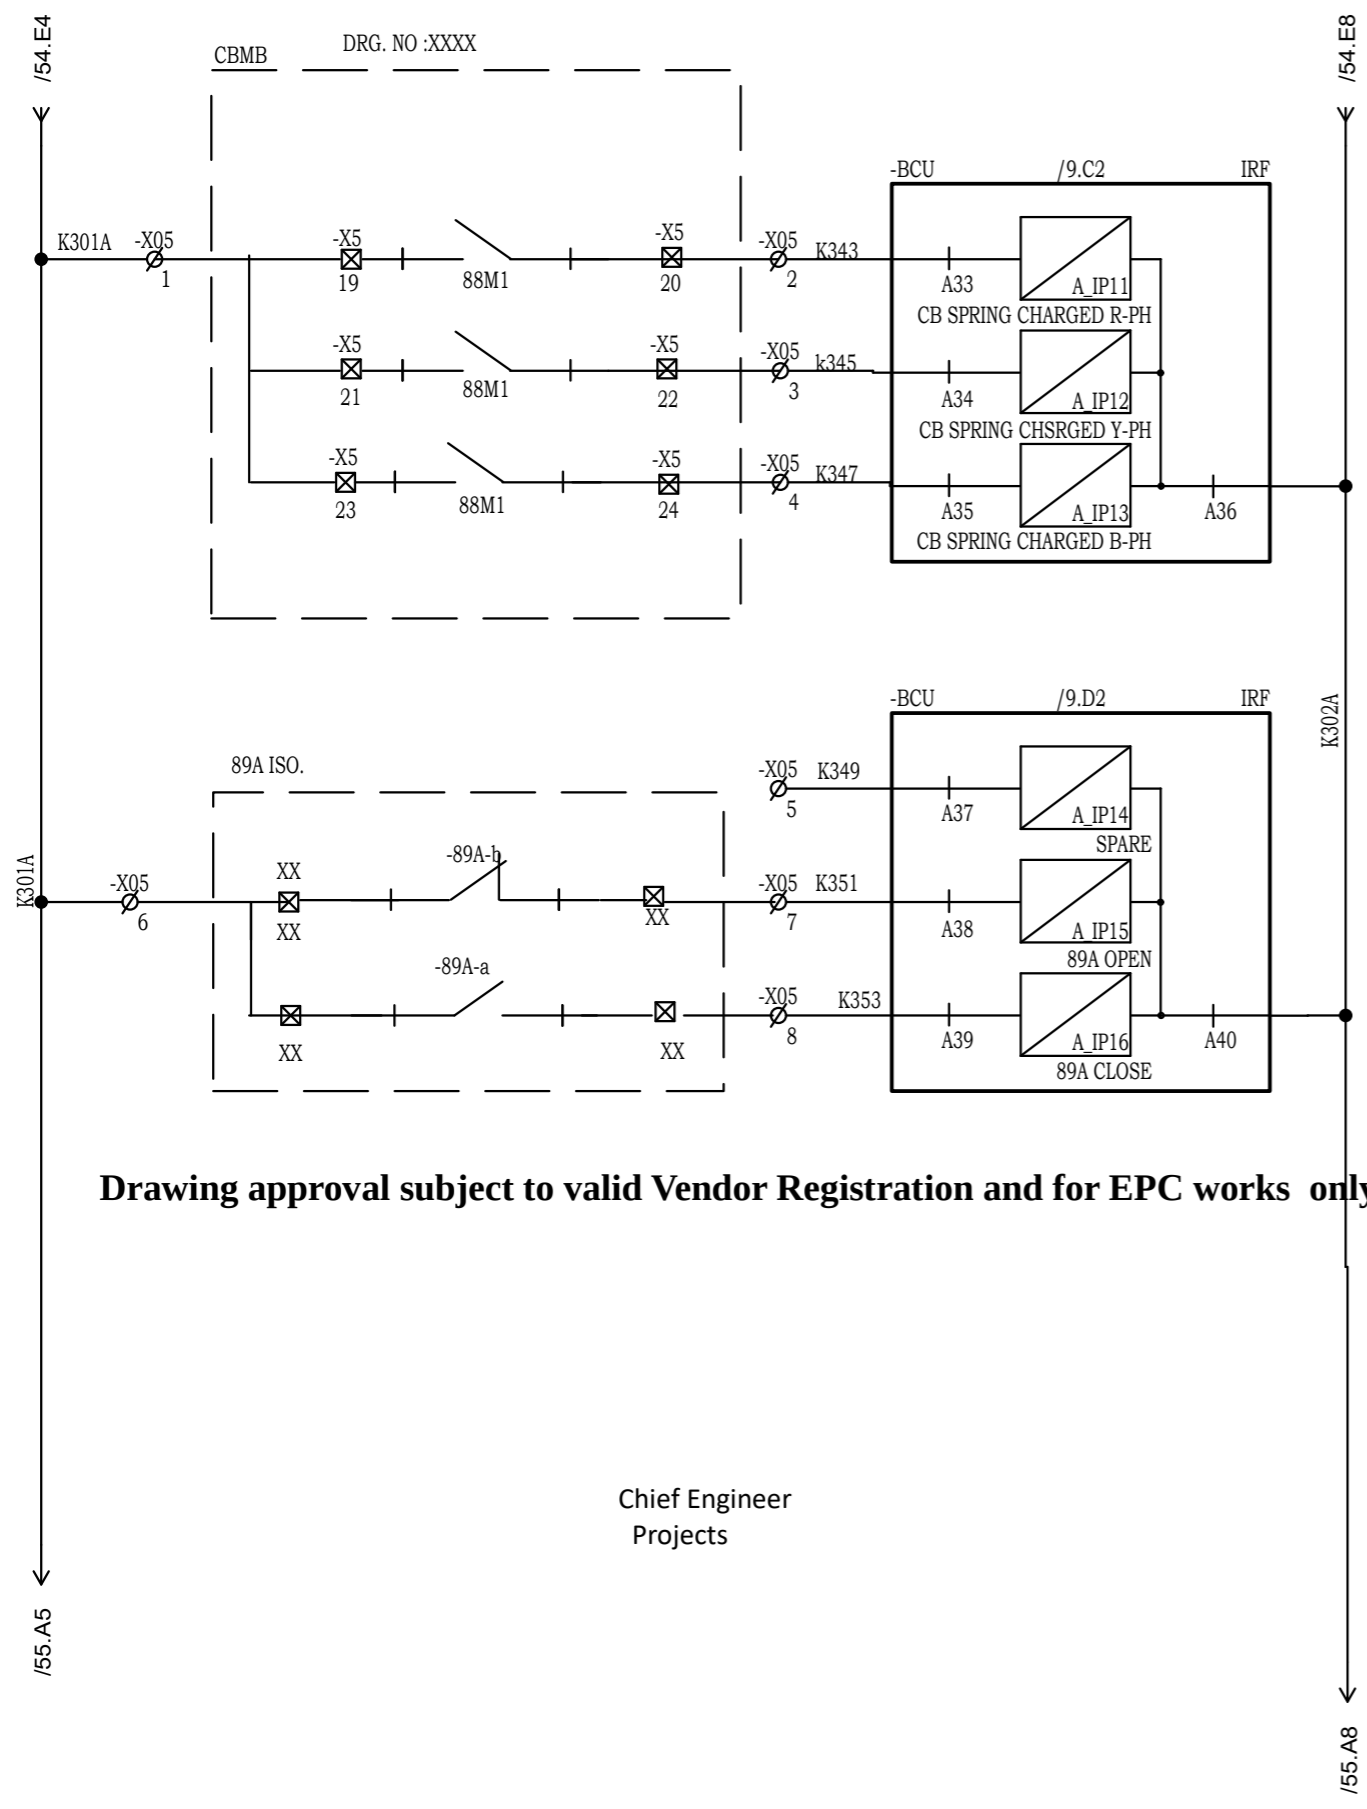 /54.E4
/54.E8
CBMB
DRG. NO :XXXX
-BCU /9.C2 IRF
K301A
-X05
1
-X5
19
88M1
-X5
20
-X05
2
K343
A33
A_IP11
CB SPRING CHARGED R-PH
-X5
21
88M1
-X5
22
-X05
3
k345
A34
A_IP12
CB SPRING CHSRGED Y-PH
-X5
23
88M1
-X5
24
-X05
4
K347
A35
A_IP13
A36
CB SPRING CHARGED B-PH
-BCU /9.D2 IRF
K302A
89A ISO.
-X05
5
K349
A37
A_IP14
SPARE
K301A
-X05
6
XX
XX
-89A-b
XX
-X05
7
K351
A38
A_IP15
89A OPEN
XX
-89A-a
XX
-X05
8
K353
A39
A_IP16
A40
89A CLOSE
Drawing approval subject to valid Vendor Registration and for EPC works only
Chief Engineer
Projects
/55.A5
/55.A8